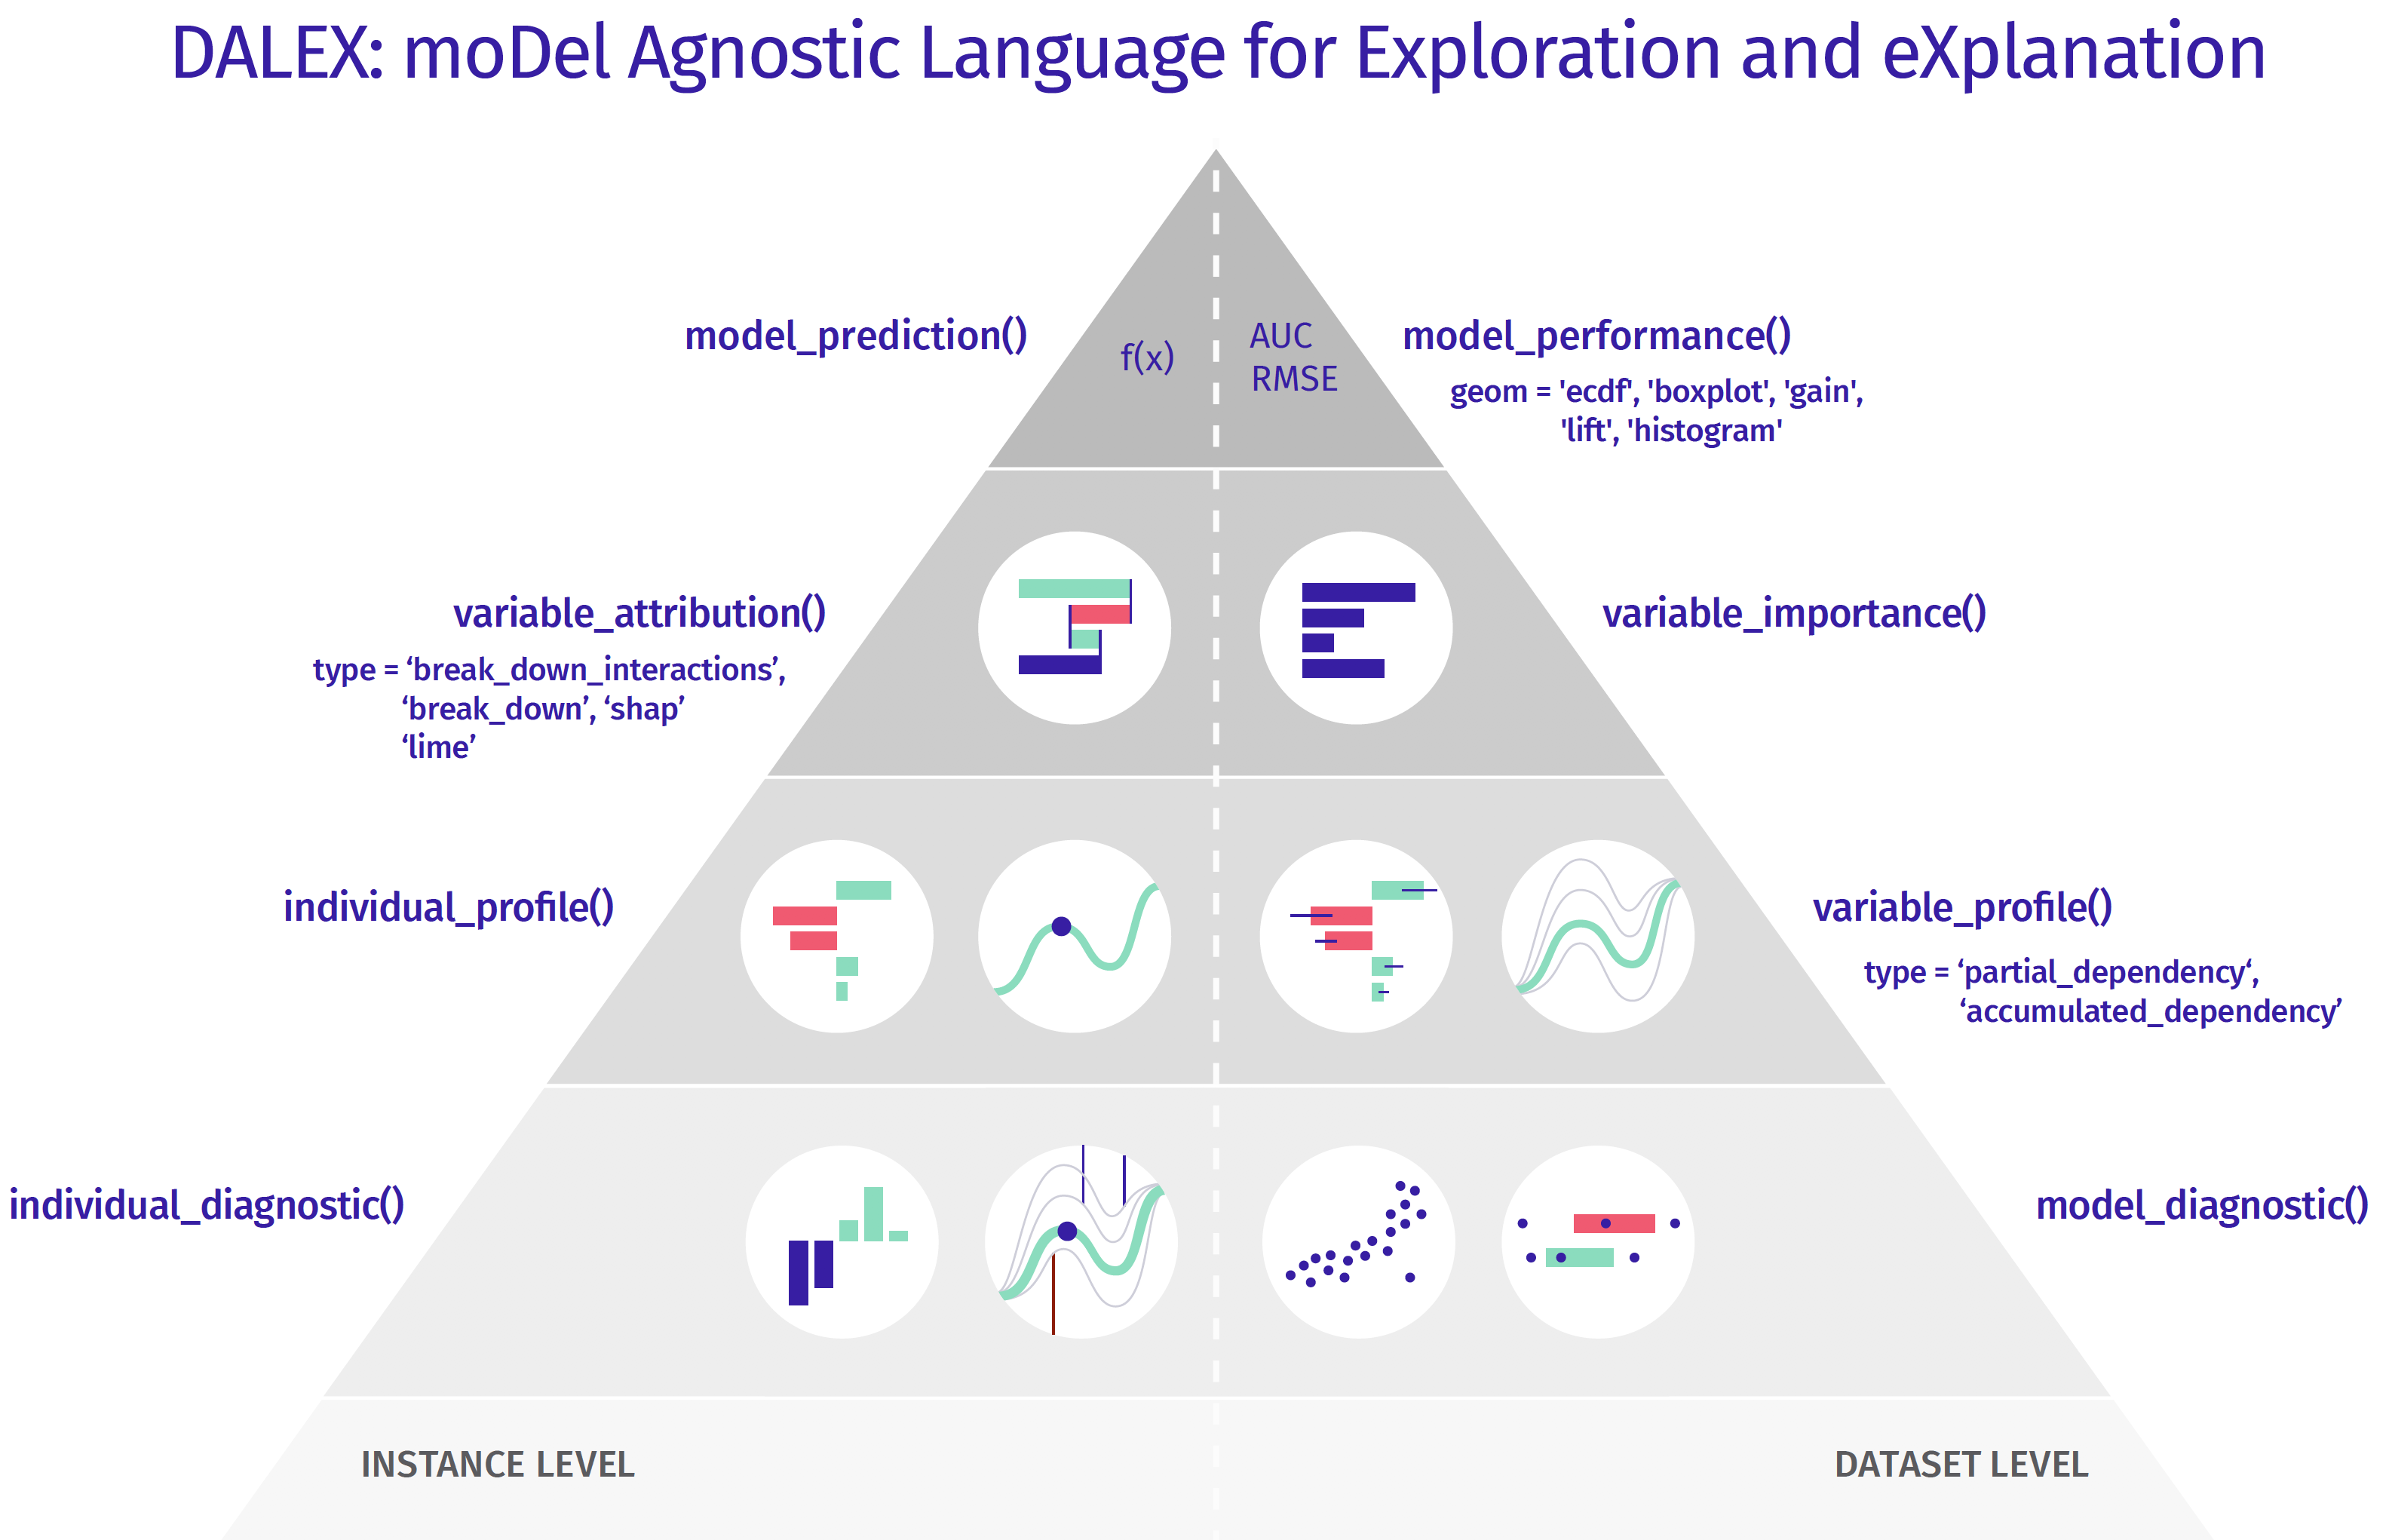 DALEX: moDel Agnostic Language for Exploration and eXplanation
model_prediction()
f(x)
AUC
RMSE
model_performance()
geom = 'ecdf', 'boxplot', 'gain',
'lift', 'histogram'
variable_attribution()
type = ‘break_down_interactions’,
‘break_down’, ‘shap’
‘lime’
variable_importance()
individual_profile()
variable_profile()
type = ‘partial_dependency‘,
‘accumulated_dependency’
individual_diagnostic()
model_diagnostic()
INSTANCE LEVEL
DATASET LEVEL